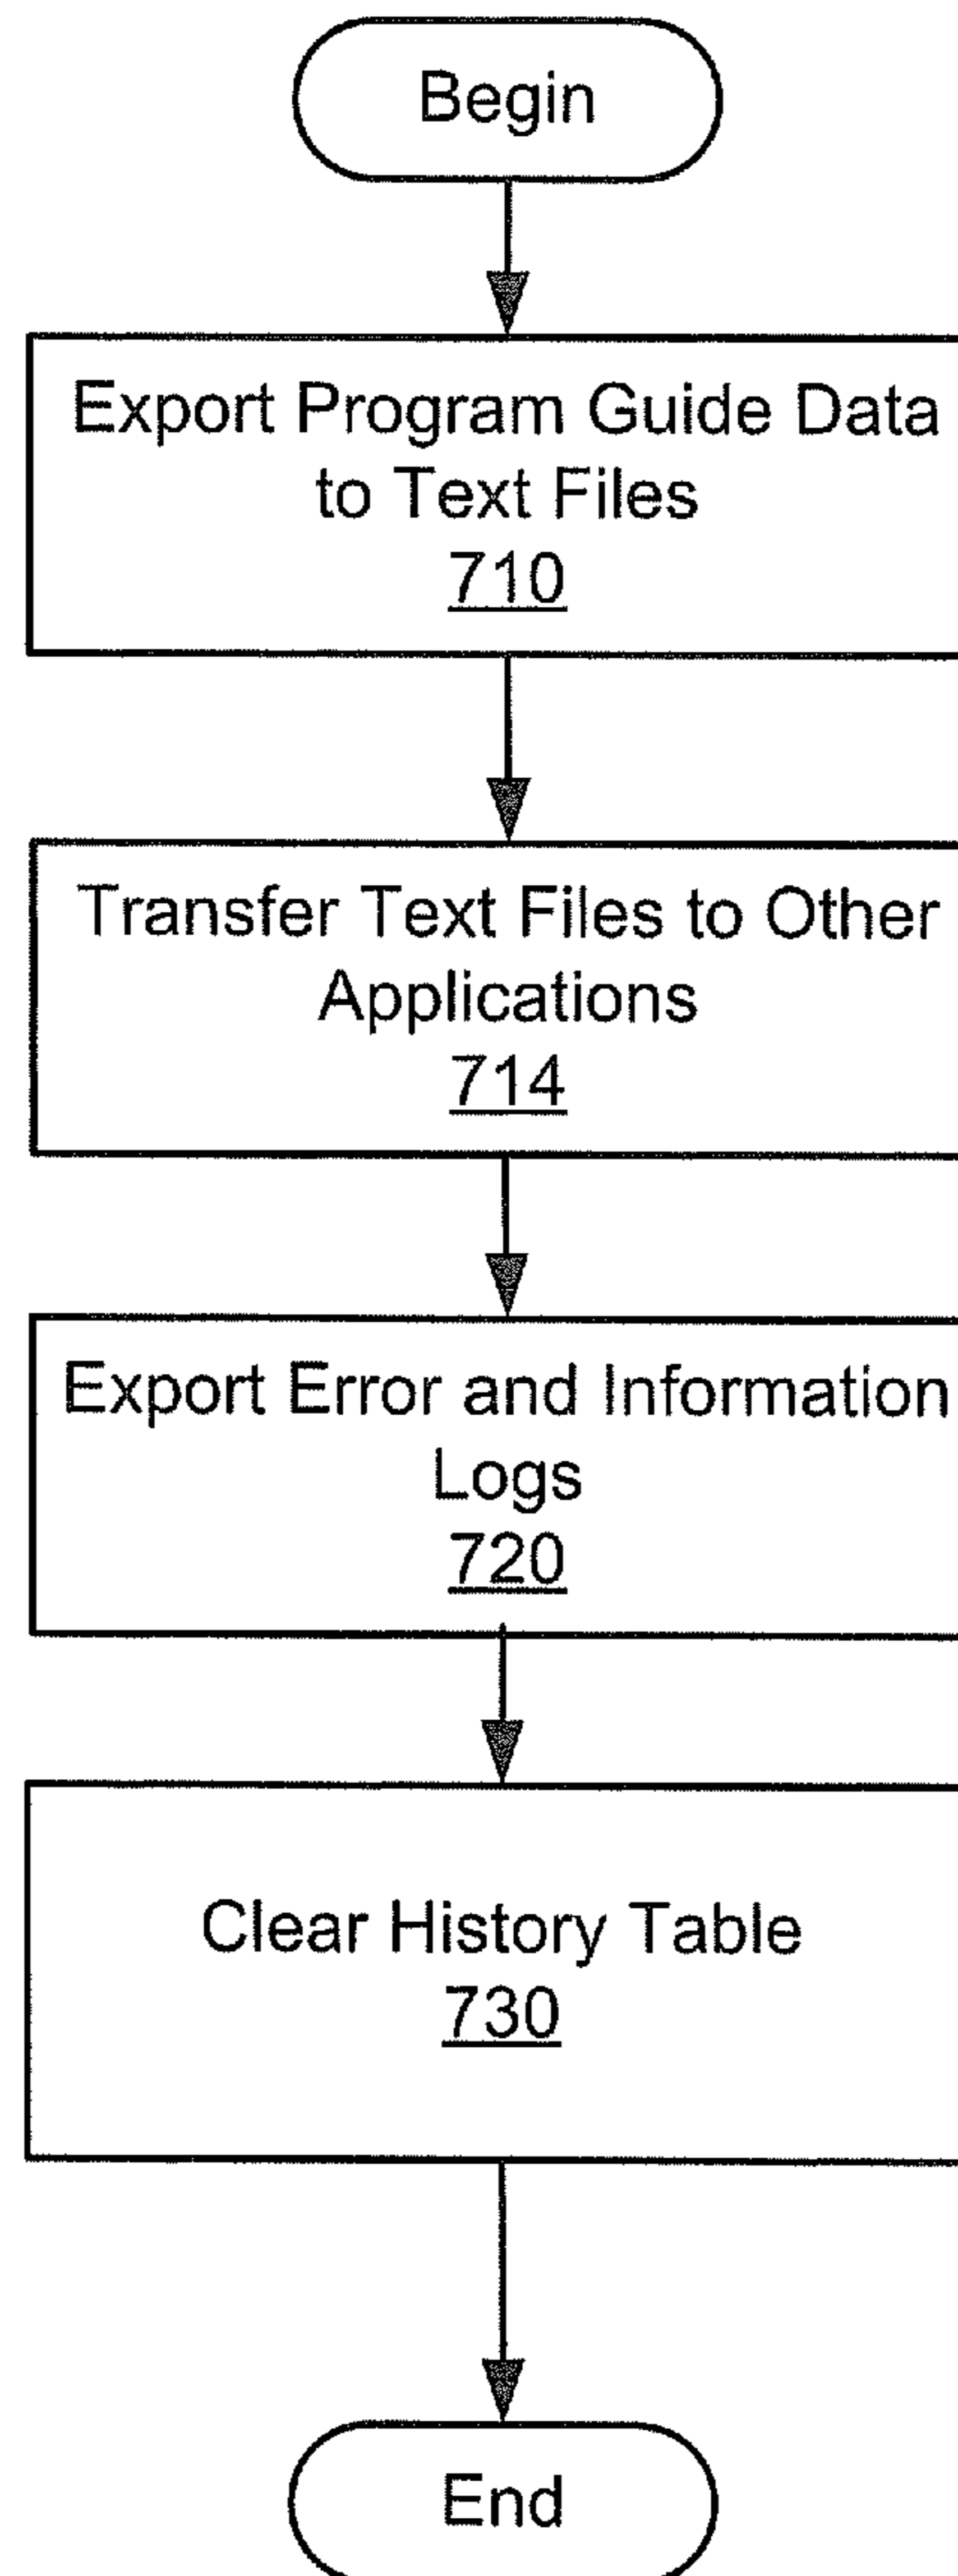 Begin
Export Program Guide Data
to Text Files
710
Transfer Text Files to Other
Applications
714
Export Error and Information
Logs
720
Clear History Table
730
End